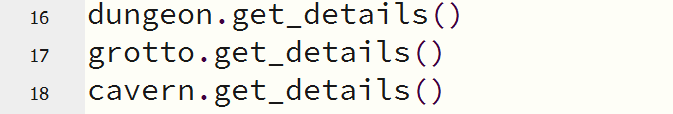 16 dungeon.get_details()
17 grotto.get_details()
18 cavern.get_details()